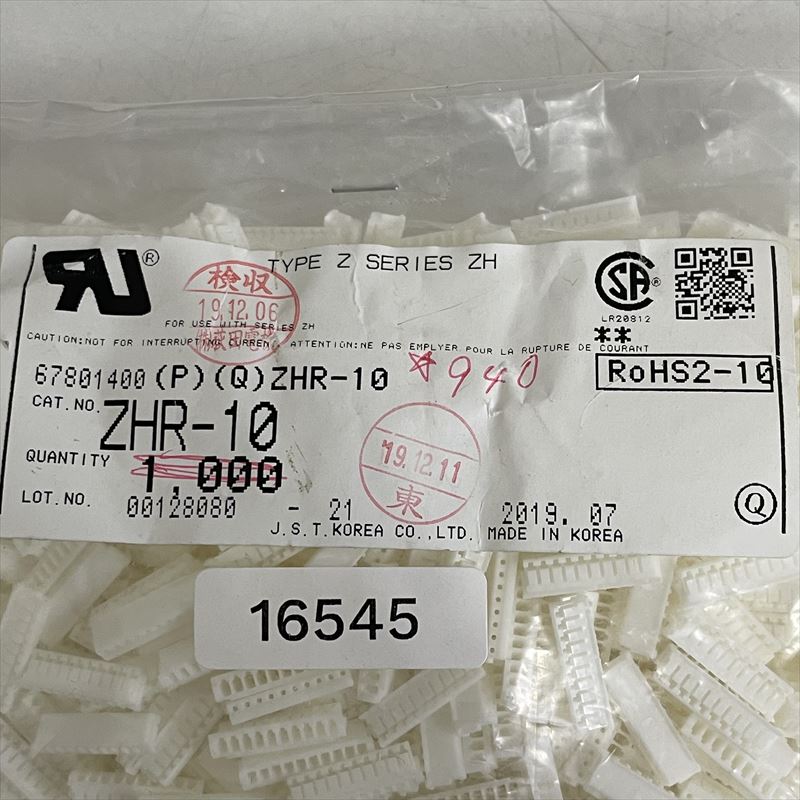 RU®
TYPE Z SERIES ZH
検収
19.12.06
FOR USE WITH SERIES ZH
CAUTION:NOT FOR INTERRUPTING CURRENT, ATTENTION:NE PAS EMPLYER POUR LA RUPTURE DE COURANT
SA®
LR20812
**
67801400 (P)(Q)ZHR-10
*940
RoHS2-10
CAT.NO. ZHR-10
QUANTITY 1,000
19.12.11
東
LOT.NO. 00128080 - 21 2019.07
Q
J.S.T.KOREA CO.,LTD. MADE IN KOREA
16545